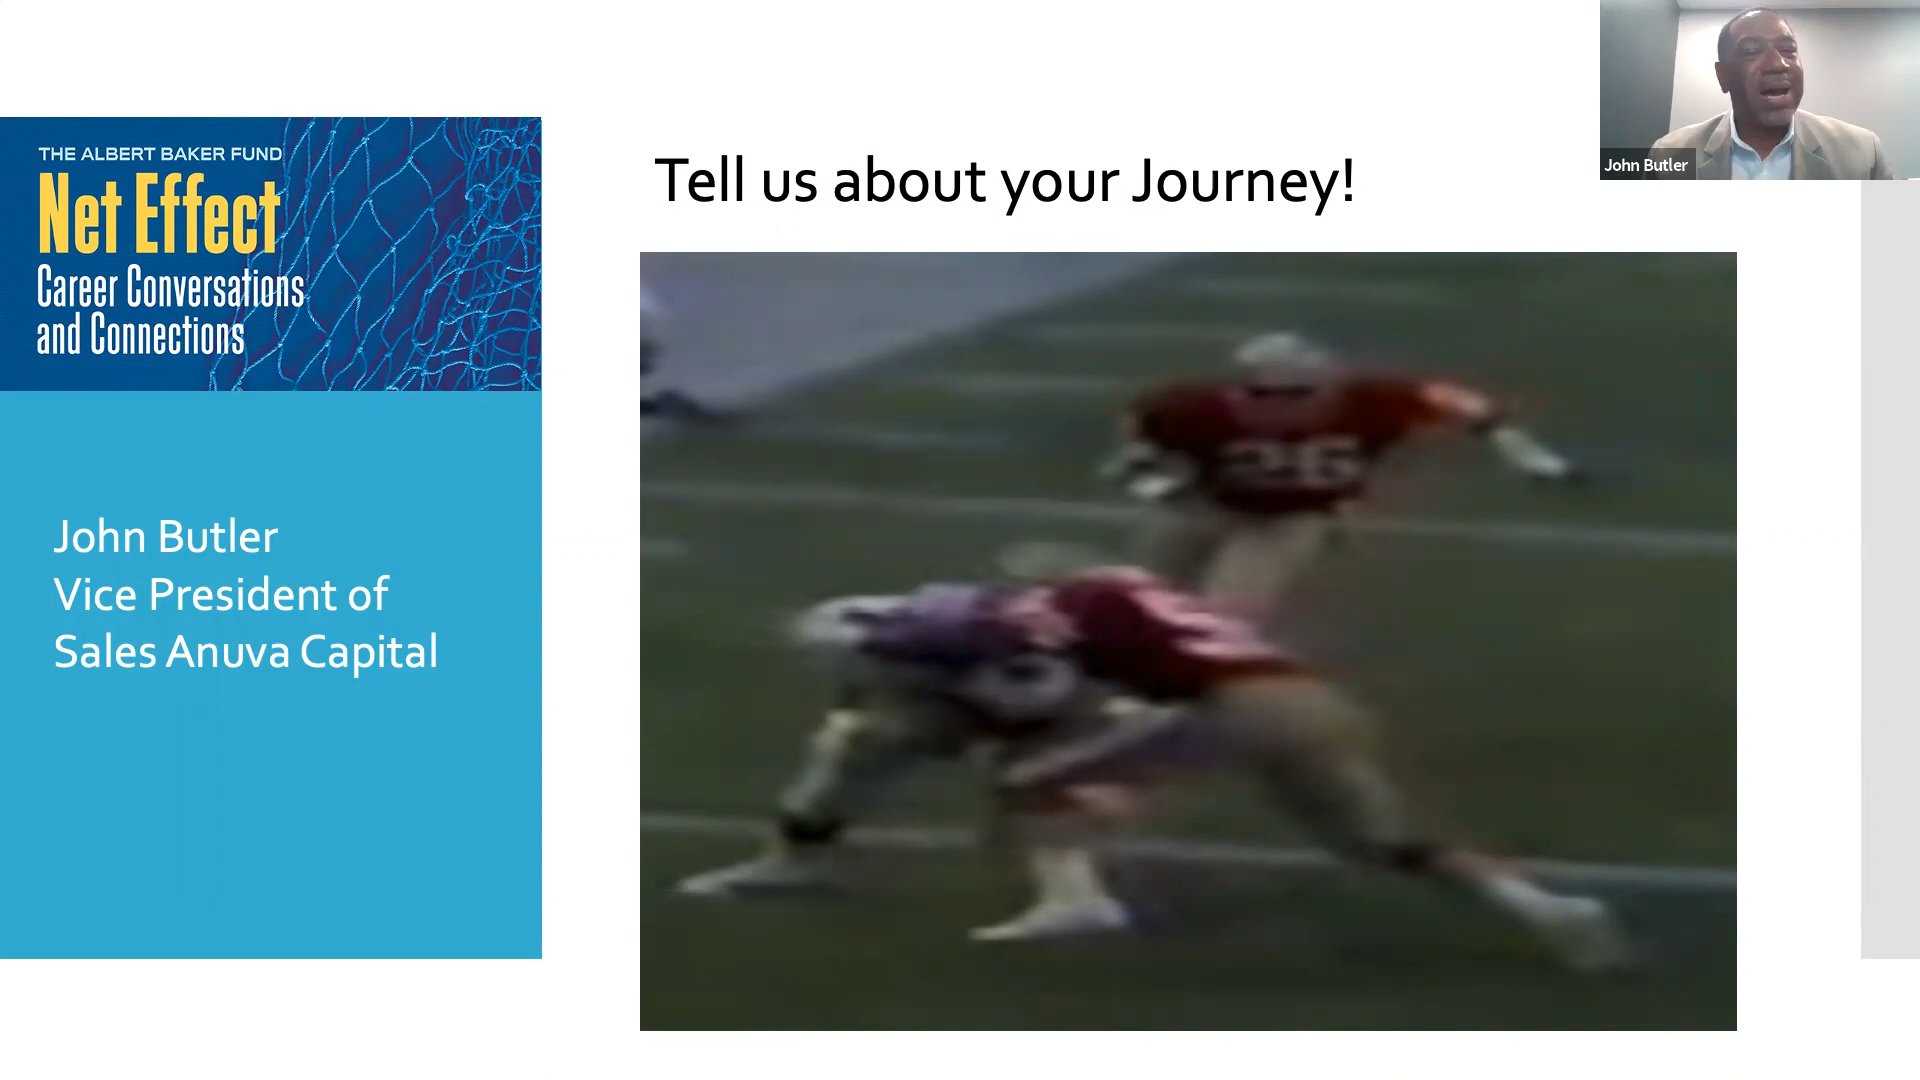 THE ALBERT BAKER FUND
Net Effect
Career Conversations
and Connections
John Butler
Vice President of
Sales Anuva Capital
Tell us about your Journey!
26
John Butler